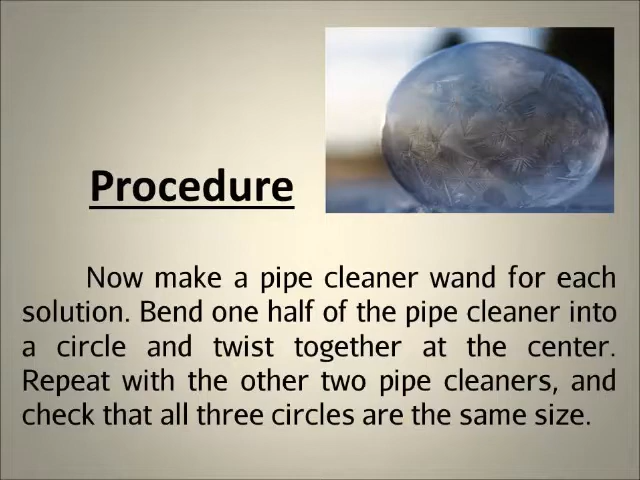 Procedure
Now make a pipe cleaner wand for each
solution. Bend one half of the pipe cleaner into
a circle and twist together at the center.
Repeat with the other two pipe cleaners, and
check that all three circles are the same size.